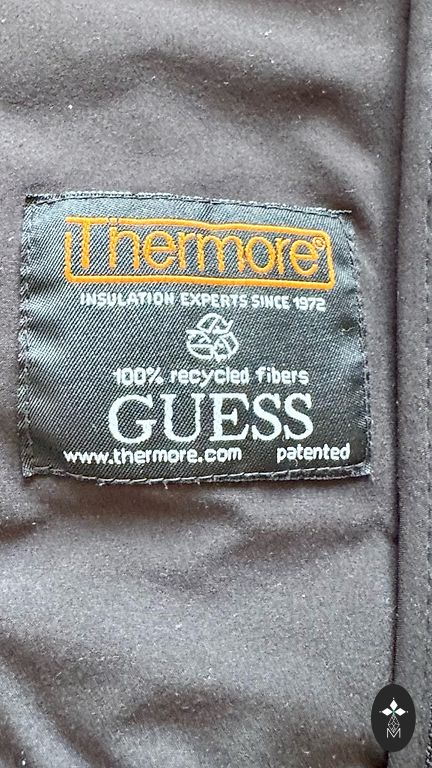 Thermore©
INSULATION EXPERTS SINCE 1972
100% recycled fibers
GUESS
www.thermore.com patented
M